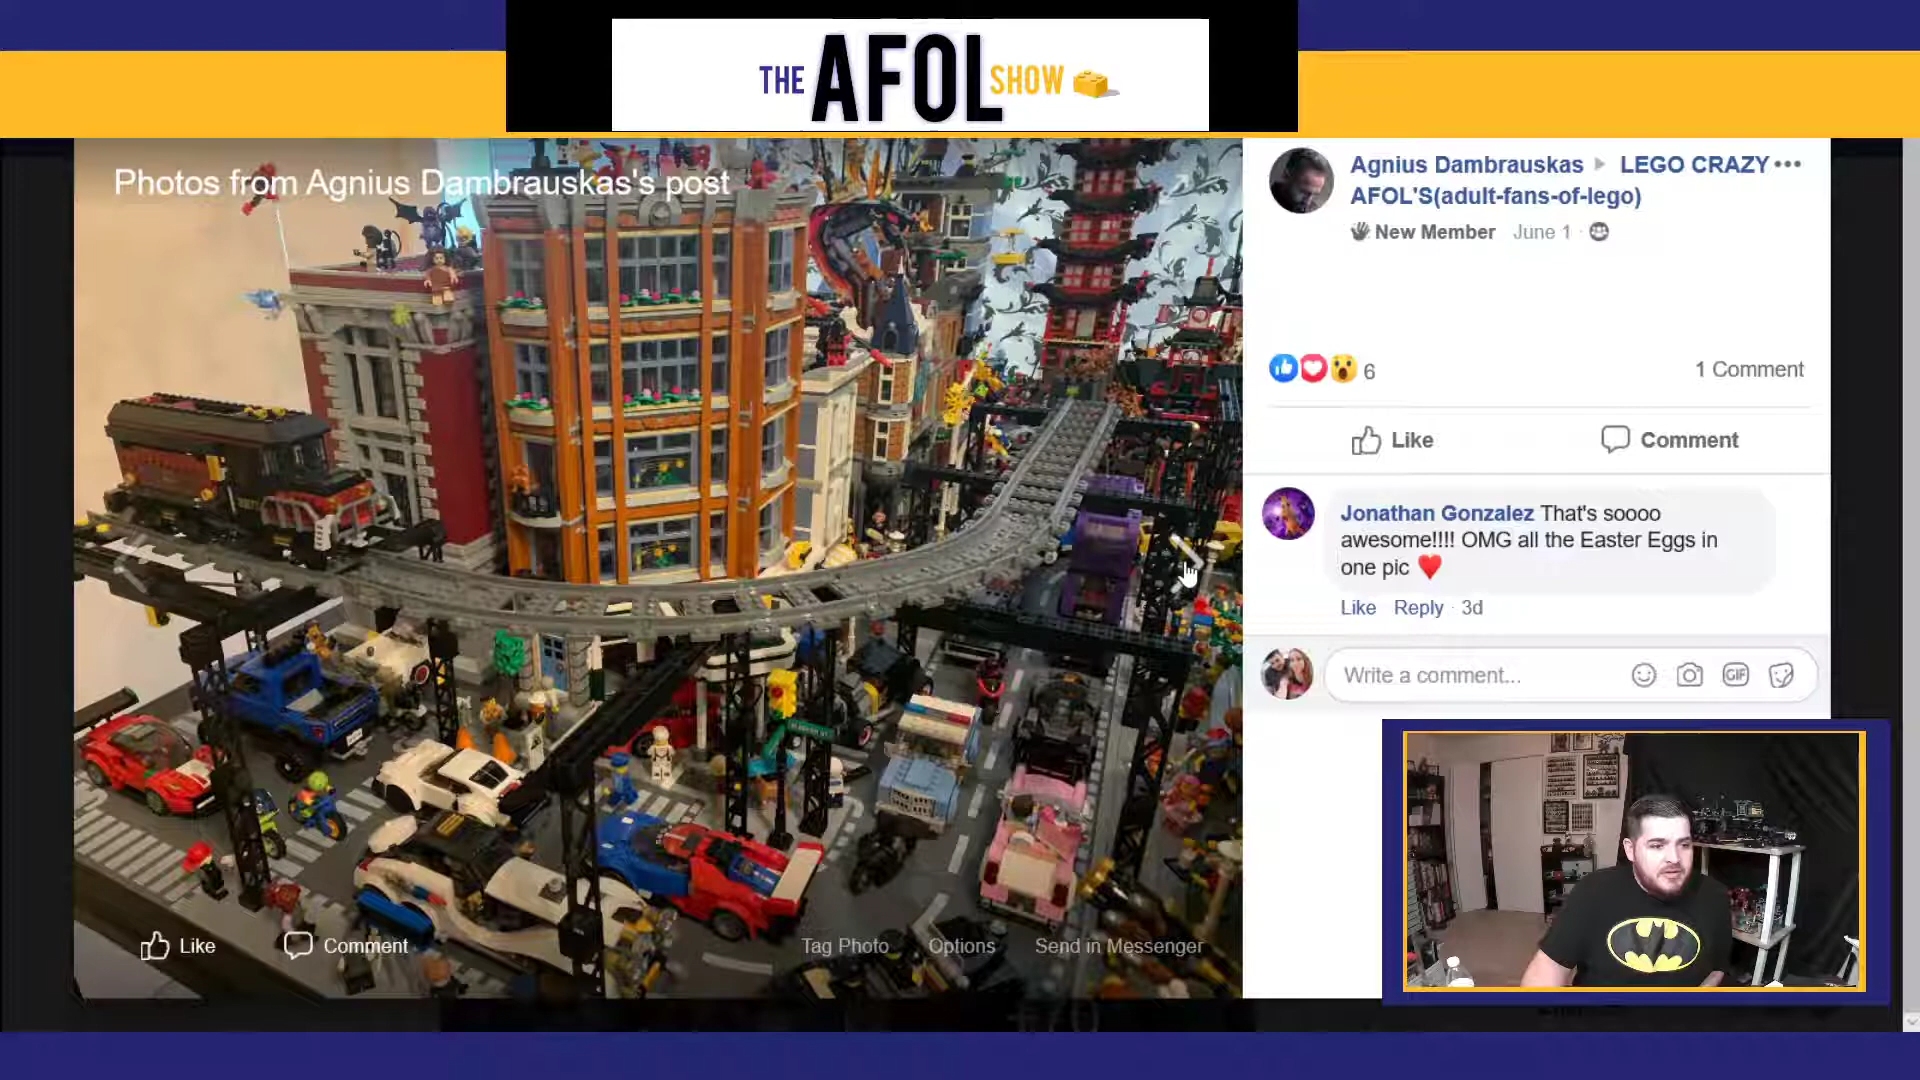 THE AFOL SHOW
Photos from Agnius Dambrauskas's post
Agnius Dambrauskas LEGO CRAZY
AFOL'S(adult-fans-of-lego)
New Member June 1
6
1 Comment
Like Comment
Jonathan Gonzalez That's soooo
awesome!!!! OMG all the Easter Eggs in
one pic
Like Reply · 3d
Write a comment...
GIF
Like Comment Tag Photo Options Send in Messenger